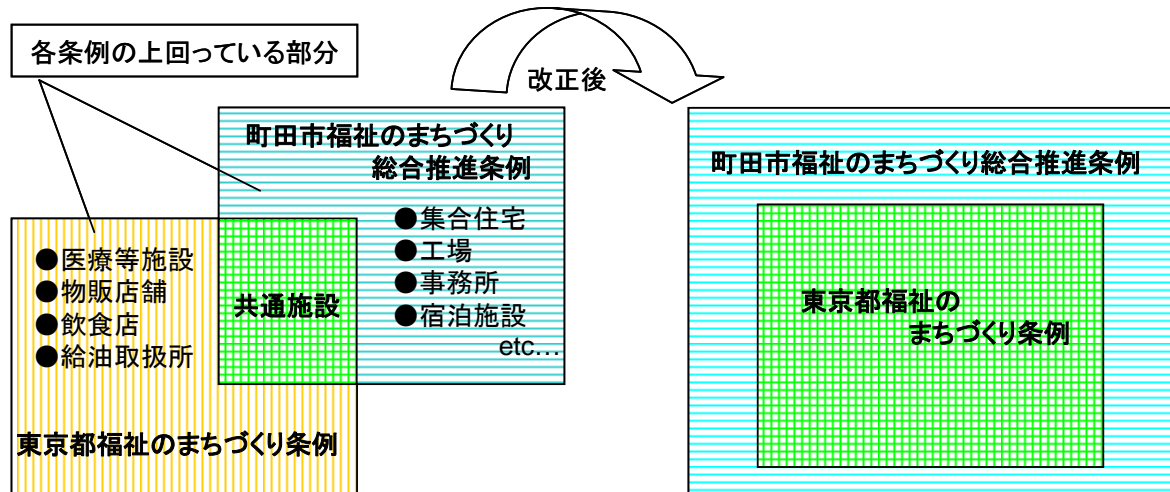 各条例の上回っている部分
改正後
町田市福祉のまちづくり
総合推進条例
●集合住宅
●工場
●事務所
●宿泊施設
etc…
●医療等施設
●物販店舗
●飲食店
●給油取扱所
共通施設
東京都福祉のまちづくり条例
町田市福祉のまちづくり総合推進条例
東京都福祉の
まちづくり条例